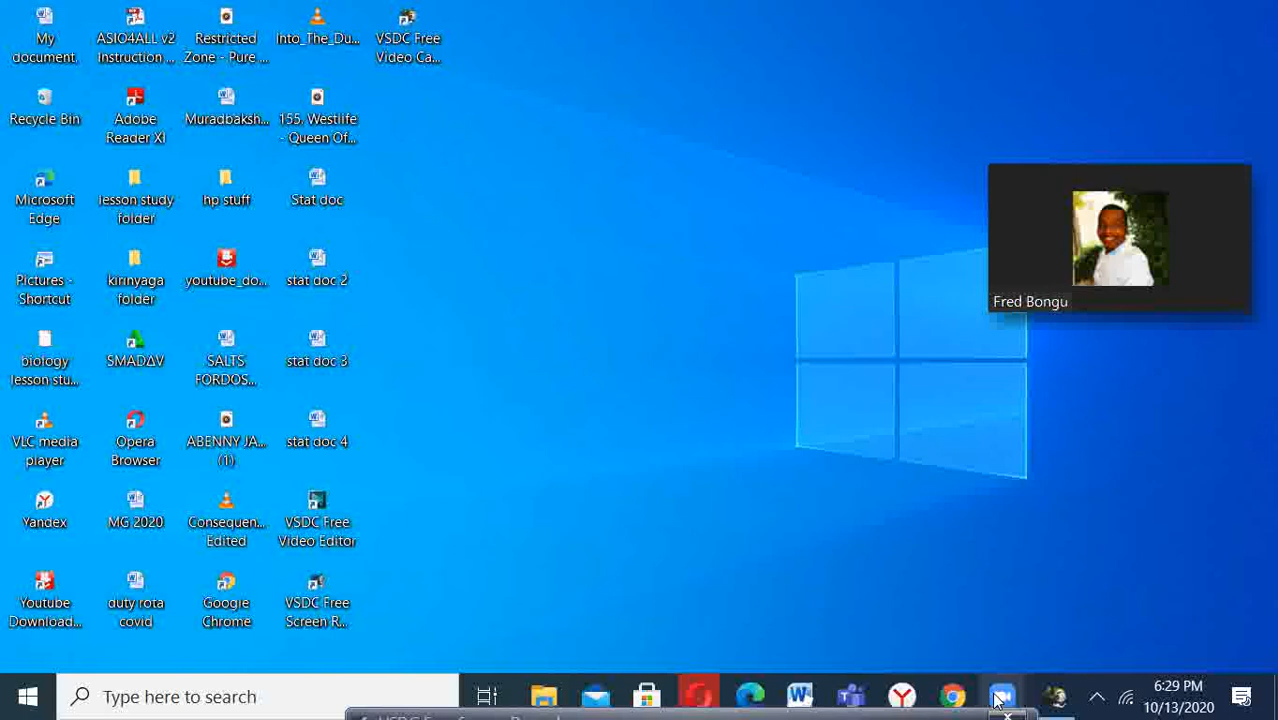 My
document.
ASIO4ALL v2
Instruction ...
Restricted
Zone - Pure ...
Into_The_Du...
VSDC Free
Video Ca...
Recycle Bin
Adobe
Reader XI
Muradbaksh...
155. Westlife
- Queen Of...
Microsoft
Edge
lesson study
folder
hp stuff
Stat doc
Pictures -
Shortcut
kirinyaga
folder
youtube_do...
stat doc 2
biology
lesson stu...
SMADΔV
SALTS
FORDOS...
stat doc 3
VLC media
player
Opera
Browser
ABENNY JA...
(1)
stat doc 4
Yandex
MG 2020
Consequen...
Edited
VSDC Free
Video Editor
Youtube
Download...
duty rota
covid
Google
Chrome
VSDC Free
Screen R...
Fred Bongu
Type here to search
6:29 PM
10/13/2020